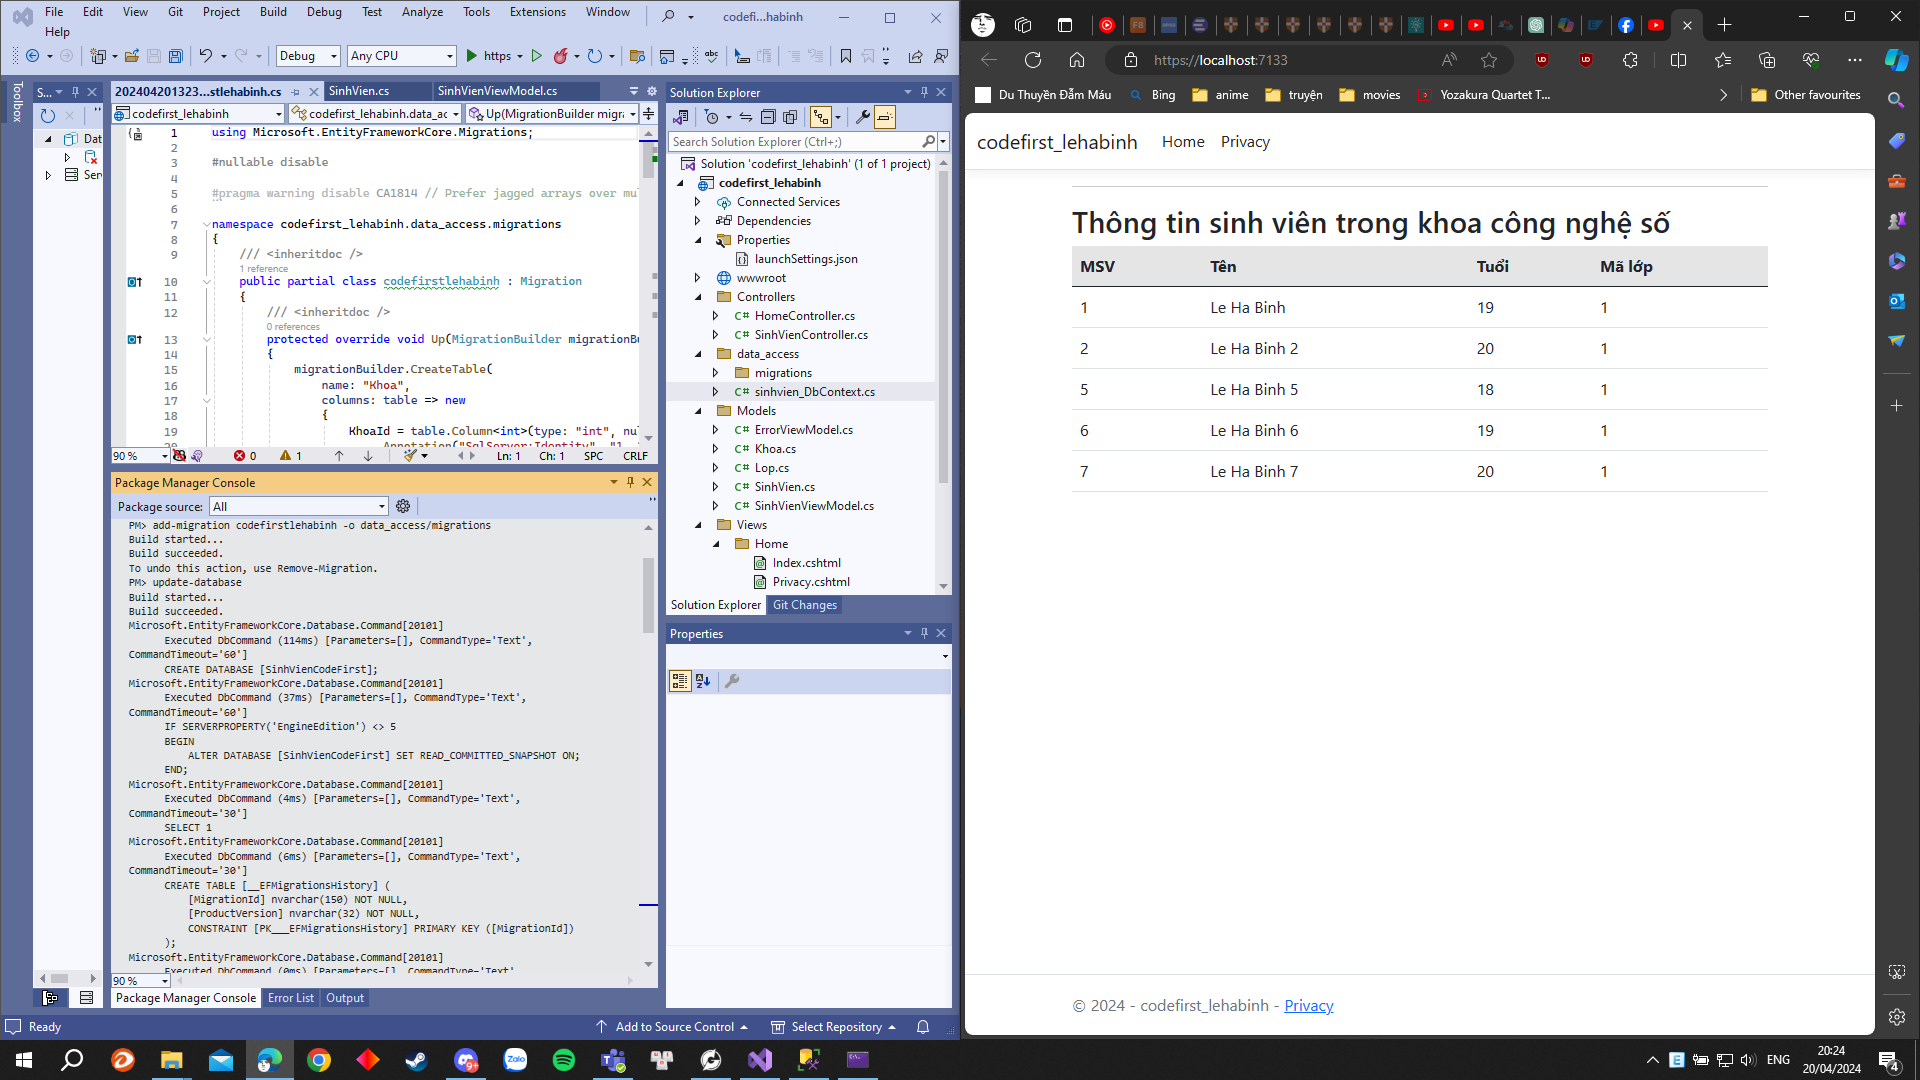 File Edit View Git Project Build Debug Test Analyze Tools Extensions Window codefi...habinh
Help
Debug Any CPU https
Toolbox
S...
Dat
Ser
202404201323...stlehabinh.cs SinhVien.cs SinhVienViewModel.cs
codefirst_lehabinh codefirst_lehabinh.data_ac Up(MigrationBuilder migra
1 using Microsoft.EntityFrameworkCore.Migrations;
2
3 #nullable disable
4
5 #pragma warning disable CA1814 // Prefer jagged arrays over mul
6
7 namespace codefirst_lehabinh.data_access.migrations
8 {
9 /// <inheritdoc />
1 reference
10 public partial class codefirstlehabinh : Migration
11 {
12 /// <inheritdoc />
0 references
13 protected override void Up(MigrationBuilder migrationBu
14 {
15 migrationBuilder.CreateTable(
16 name: "Khoa",
17 columns: table => new
18 {
19 KhoaId = table.Column<int>(type: "int", nul
20 .Annotation("SqlServer:Identity", "1,
90 % 0 1 Ln: 1 Ch: 1 SPC CRLF
Package Manager Console
Package source: All
PM> add-migration codefirstlehabinh -o data_access/migrations
Build started...
Build succeeded.
To undo this action, use Remove-Migration.
PM> update-database
Build started...
Build succeeded.
Microsoft.EntityFrameworkCore.Database.Command[20101]
Executed DbCommand (114ms) [Parameters=[], CommandType='Text',
CommandTimeout='60']
CREATE DATABASE [SinhVienCodeFirst];
Microsoft.EntityFrameworkCore.Database.Command[20101]
Executed DbCommand (37ms) [Parameters=[], CommandType='Text',
CommandTimeout='60']
IF SERVERPROPERTY('EngineEdition') <> 5
BEGIN
ALTER DATABASE [SinhVienCodeFirst] SET READ_COMMITTED_SNAPSHOT ON;
END;
Microsoft.EntityFrameworkCore.Database.Command[20101]
Executed DbCommand (4ms) [Parameters=[], CommandType='Text',
CommandTimeout='30']
SELECT 1
Microsoft.EntityFrameworkCore.Database.Command[20101]
Executed DbCommand (6ms) [Parameters=[], CommandType='Text',
CommandTimeout='30']
CREATE TABLE [__EFMigrationsHistory] (
[MigrationId] nvarchar(150) NOT NULL,
[ProductVersion] nvarchar(32) NOT NULL,
CONSTRAINT [PK___EFMigrationsHistory] PRIMARY KEY ([MigrationId])
);
Microsoft.EntityFrameworkCore.Database.Command[20101]
Executed DbCommand (0ms) [Parameters=[], CommandType='Text',
90 %
Package Manager Console Error List Output
Solution Explorer
Search Solution Explorer (Ctrl+;)
Solution 'codefirst_lehabinh' (1 of 1 project)
codefirst_lehabinh
Connected Services
Dependencies
Properties
launchSettings.json
wwwroot
Controllers
C# HomeController.cs
C# SinhVienController.cs
data_access
migrations
C# sinhvien_DbContext.cs
Models
C# ErrorViewModel.cs
C# Khoa.cs
C# Lop.cs
C# SinhVien.cs
C# SinhVienViewModel.cs
Views
Home
Index.cshtml
Privacy.cshtml
Solution Explorer Git Changes
Properties
Ready Add to Source Control Select Repository
https://localhost:7133
Du Thuyền Đẫm Máu Bing anime truyện movies Yozakura Quartet T... Other favourites
codefirst_lehabinh Home Privacy
Thông tin sinh viên trong khoa công nghệ số
MSV Tên Tuổi Mã lớp
1 Le Ha Binh 19 1
2 Le Ha Binh 2 20 1
5 Le Ha Binh 5 18 1
6 Le Ha Binh 6 19 1
7 Le Ha Binh 7 20 1
© 2024 - codefirst_lehabinh - Privacy
Zalo
ENG
20:24
20/04/2024
4